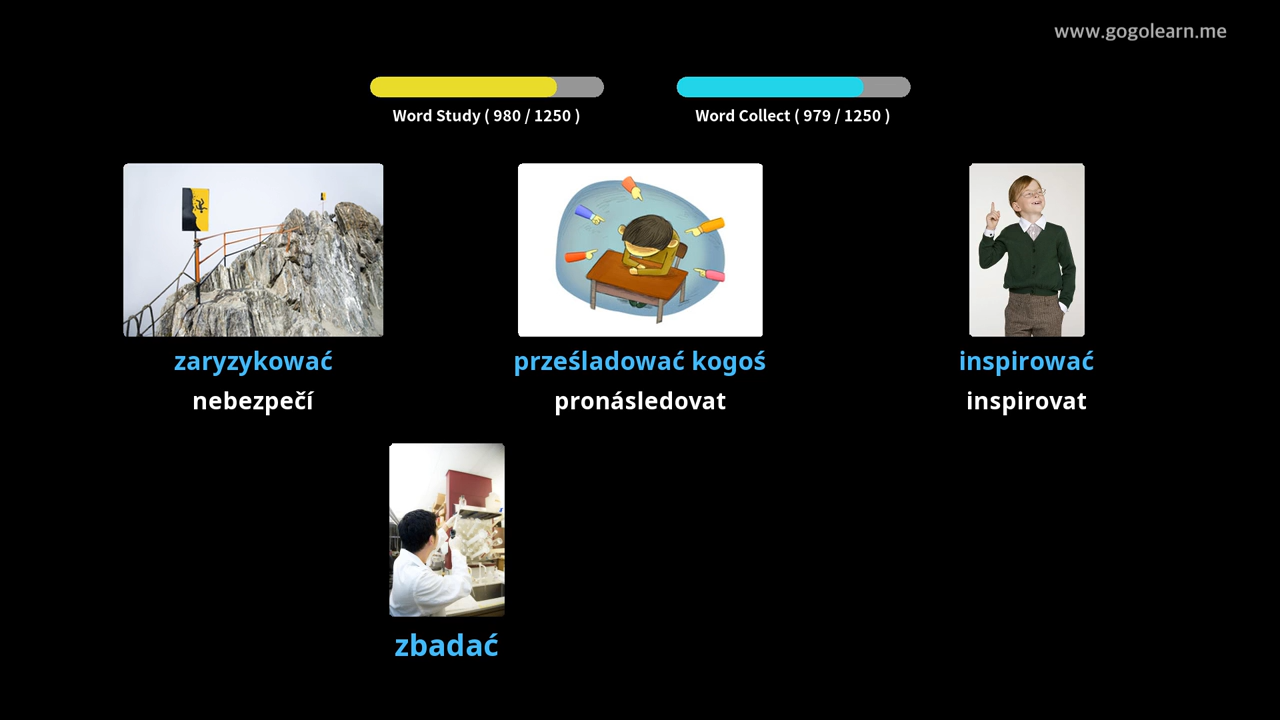 www.gogolearn.me
Word Study ( 980 / 1250 )
Word Collect ( 979 / 1250 )
zaryzykować
prześladować kogoś
inspirować
nebezpečí
pronásledovat
inspirovat
zbadać